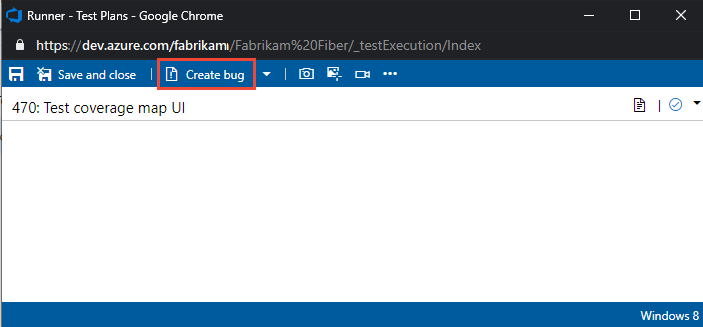 Runner - Test Plans - Google Chrome
https://dev.azure.com/fabrikam/Fabrikam%20Fiber/_testExecution/Index
Save and close | Create bug |
470: Test coverage map UI |
Windows 8